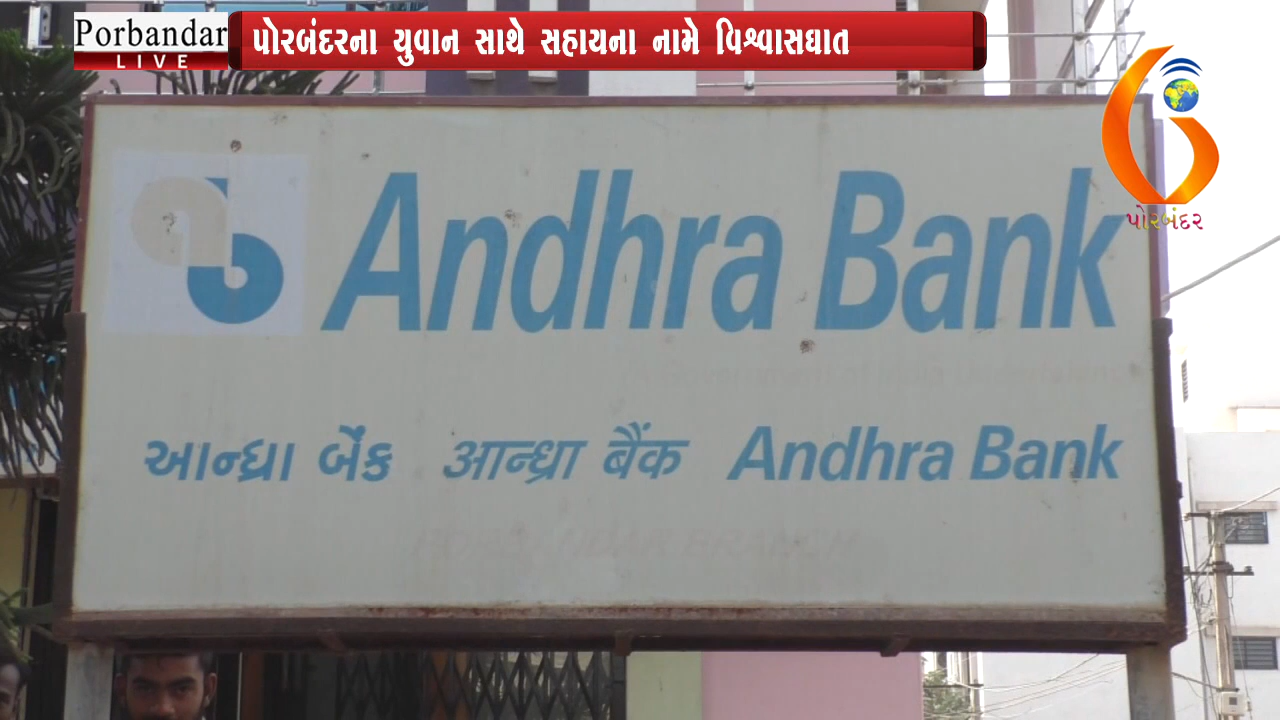 Porbandar
LIVE
પોરબંદરના યુવાન સાથે સહાયના નામે વિશ્વાસઘાત
પોરબંદર
Andhra Bank
આન્ધ્રા બેંક आन्ध्रा बैंक Andhra Bank